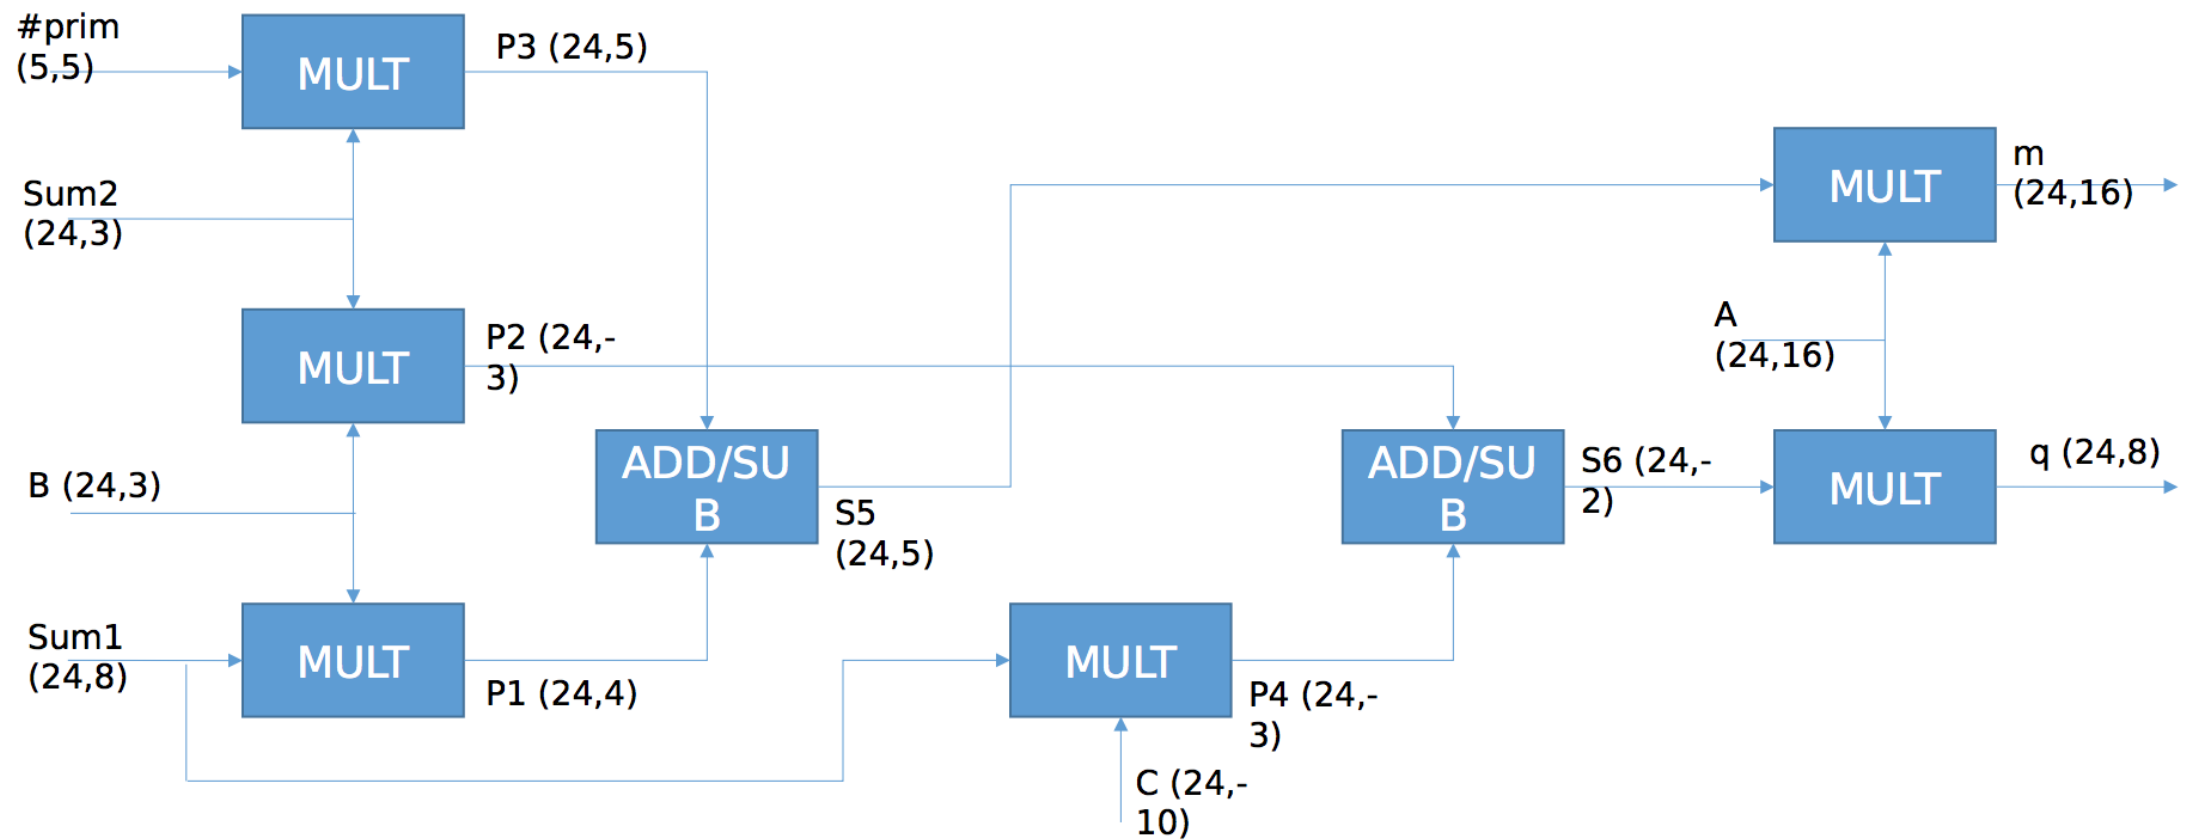 #prim
(5,5)
MULT
P3 (24,5)
Sum2
(24,3)
MULT
P2 (24,-
3)
B (24,3)
Sum1
(24,8)
MULT
P1 (24,4)
ADD/SU
B
S5
(24,5)
MULT
P4 (24,-
3)
C (24,-
10)
ADD/SU
B
S6 (24,-
2)
MULT
m
(24,16)
A
(24,16)
MULT
q (24,8)